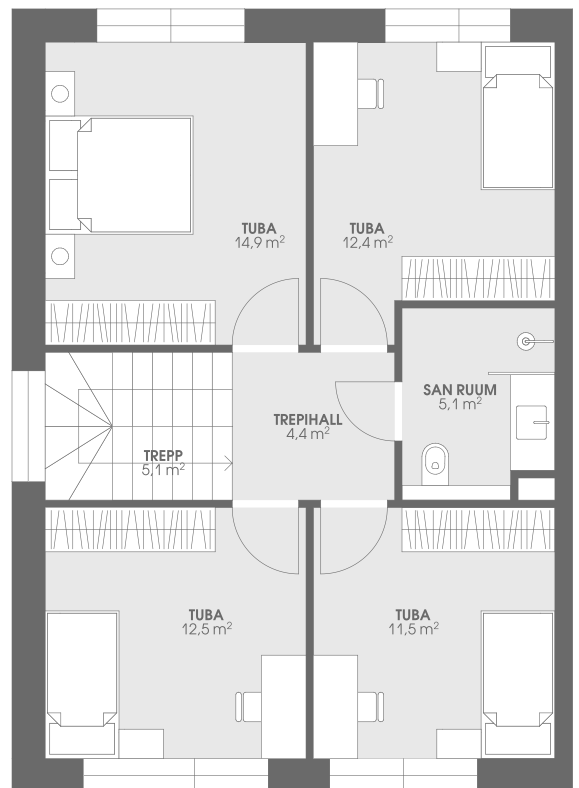 TUBA
14,9 m²
TUBA
12,4 m²
SAN RUUM
5,1 m²
TREPIHALL
4,4 m²
TREPP
5,1 m²
TUBA
12,5 m²
TUBA
11,5 m²